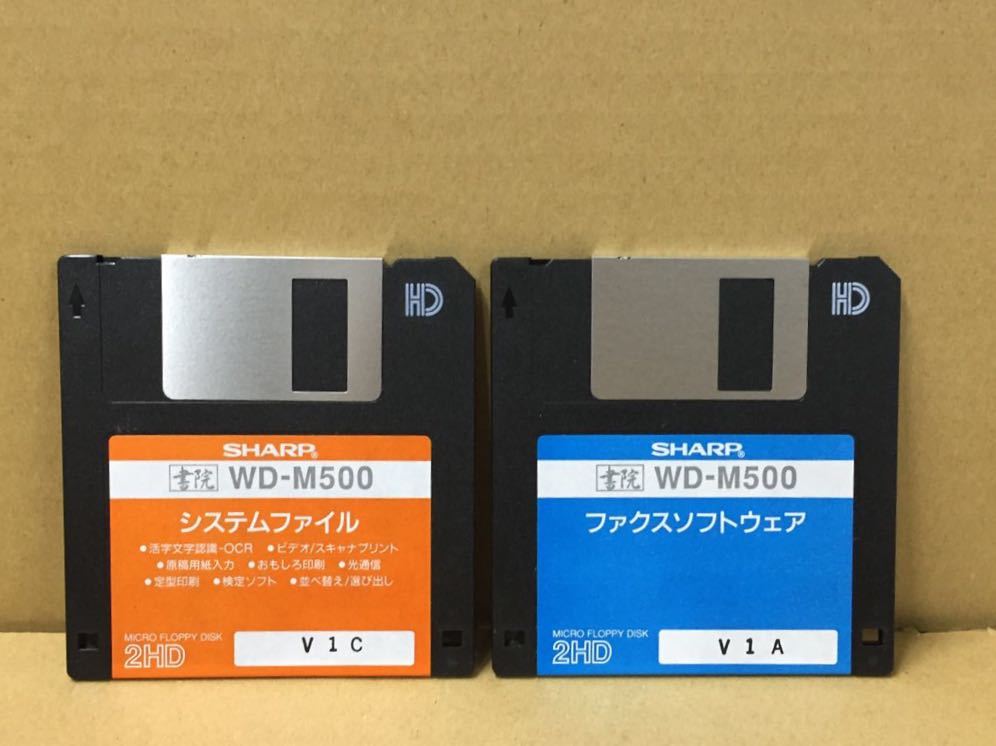 HD
SHARP®
書院 WD-M500
システムファイル
●活字文字認識-OCR ●ビデオ/スキャナプリント
●原稿用紙入力 ●おもしろ印刷 ●光通信
●定型印刷 ●検定ソフト ●並べ替え/選び出し
MICRO FLOPPY DISK
2HD
V 1 C
HD
SHARP®
書院 WD-M500
ファクスソフトウェア
MICRO FLOPPY DISK
2HD
V 1 A